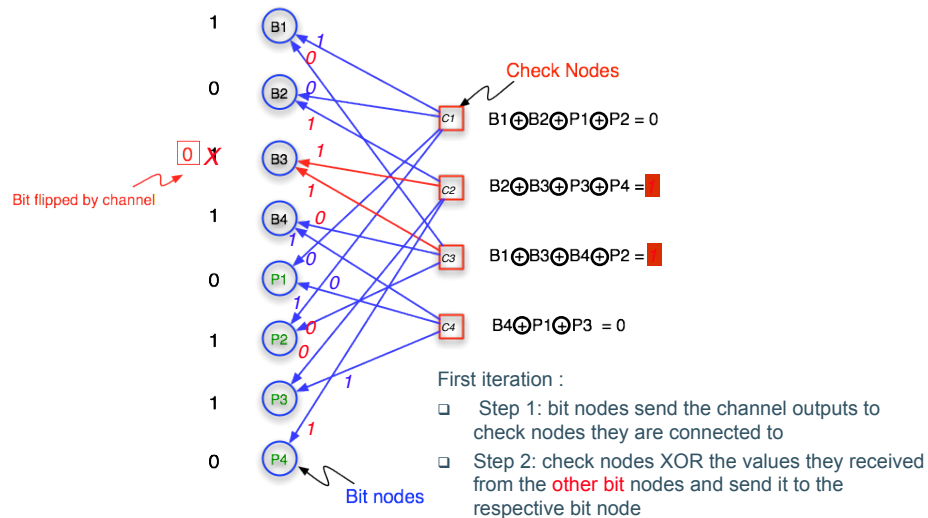 1
B1
1
0
0
B2
0
1
Check Nodes
C1
B1⊕B2⊕P1⊕P2 = 0
0
X
B3
1
1
Bit flipped by channel
C2
B2⊕B3⊕P3⊕P4 = 1
1
B4
0
1
C3
B1⊕B3⊕B4⊕P2 = 1
0
P1
0
0
1
C4
B4⊕P1⊕P3 = 0
1
P2
0
0
1
P3
1
1
0
P4
Bit nodes
First iteration :
❑ Step 1: bit nodes send the channel outputs to
check nodes they are connected to
❑ Step 2: check nodes XOR the values they received
from the other bit nodes and send it to the
respective bit node